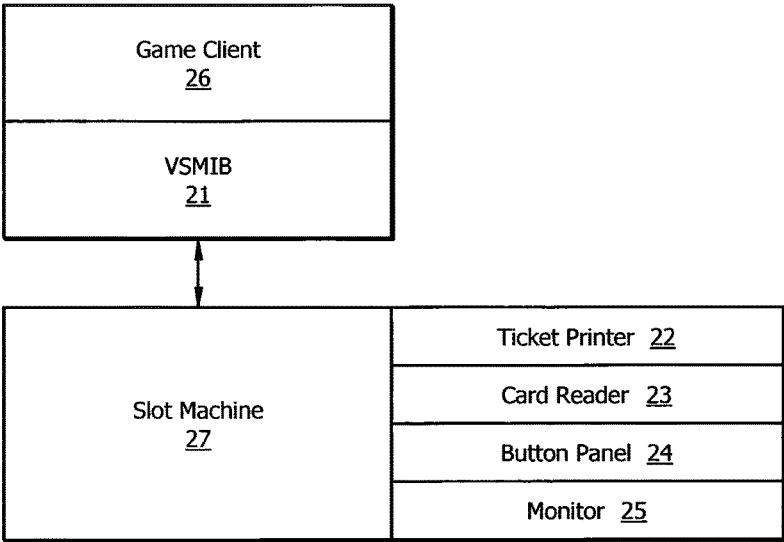 Game Client
26
VSMIB
21
Slot Machine
27
Ticket Printer 22
Card Reader 23
Button Panel 24
Monitor 25